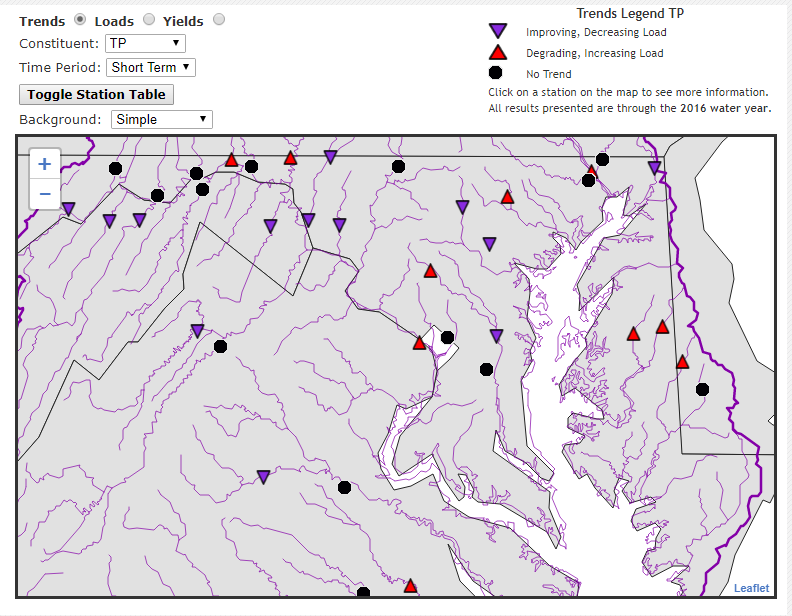 Trends Loads Yields
Constituent: TP
Time Period: Short Term
Toggle Station Table
Background: Simple
Trends Legend TP
Improving, Decreasing Load
Degrading, Increasing Load
No Trend
Click on a station on the map to see more information.
All results presented are through the 2016 water year.
+
−
Leaflet